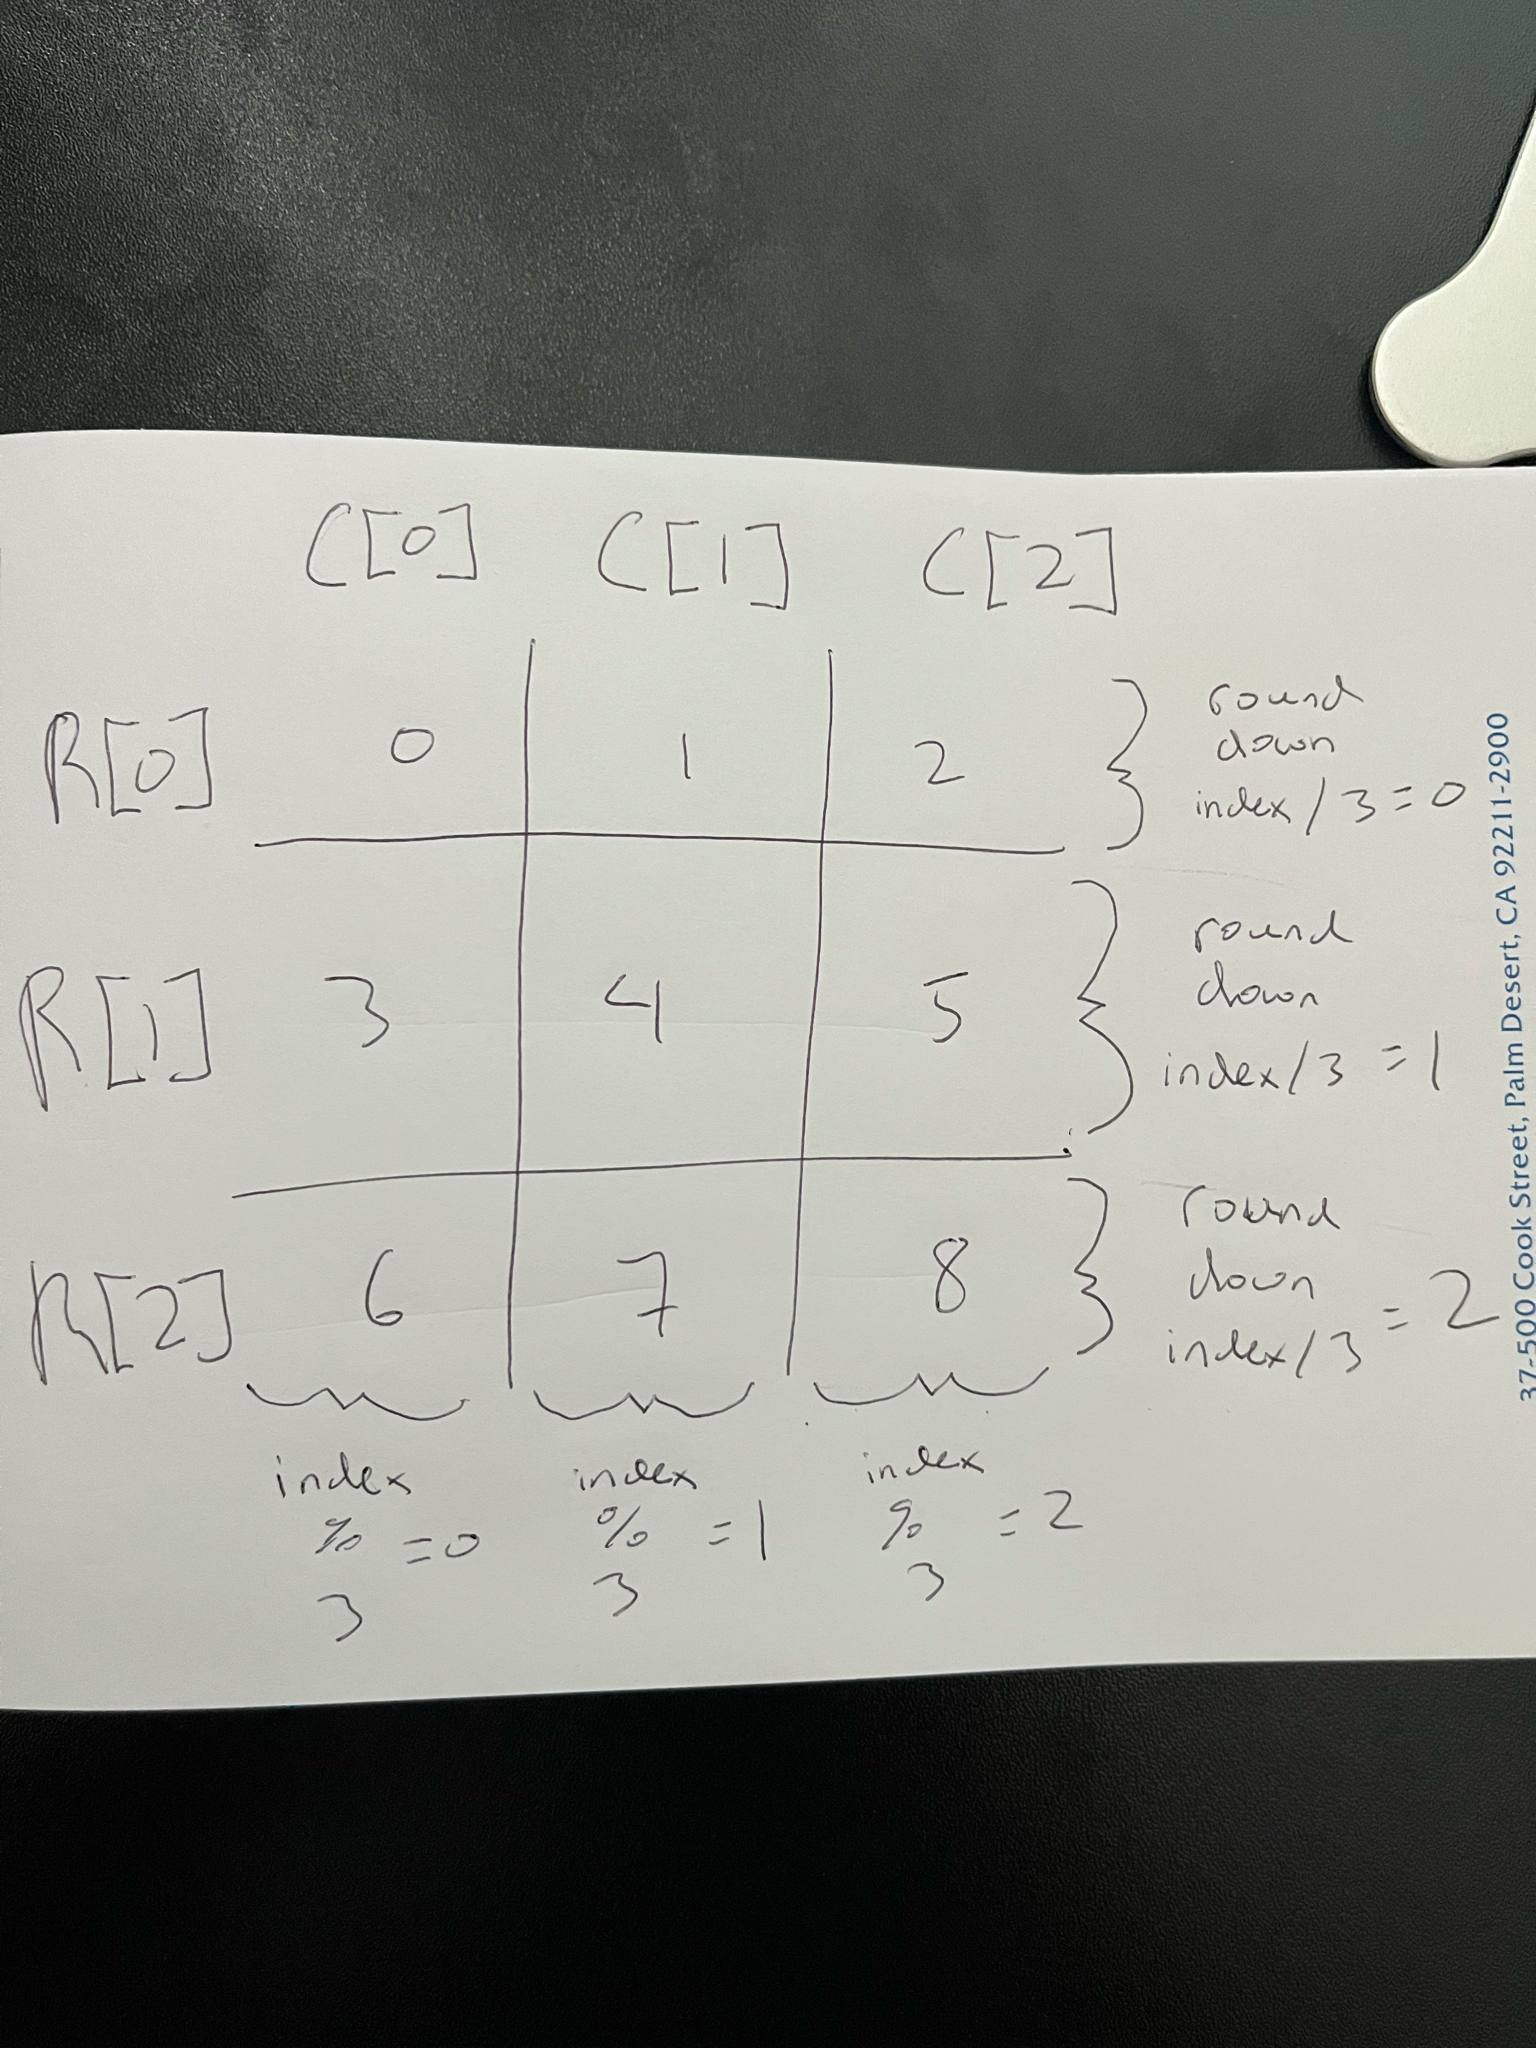 C[0] C[1] C[2]
R[0] 0 1 2
round
down
index/3=0
R[1] 3 4 5
round
down
index/3 =1
R[2] 6 7 8
round
down
index/3 =2
index index index
% =0 % =1 % =2
3 3 3
37-500 Cook Street, Palm Desert, CA 92211-2900